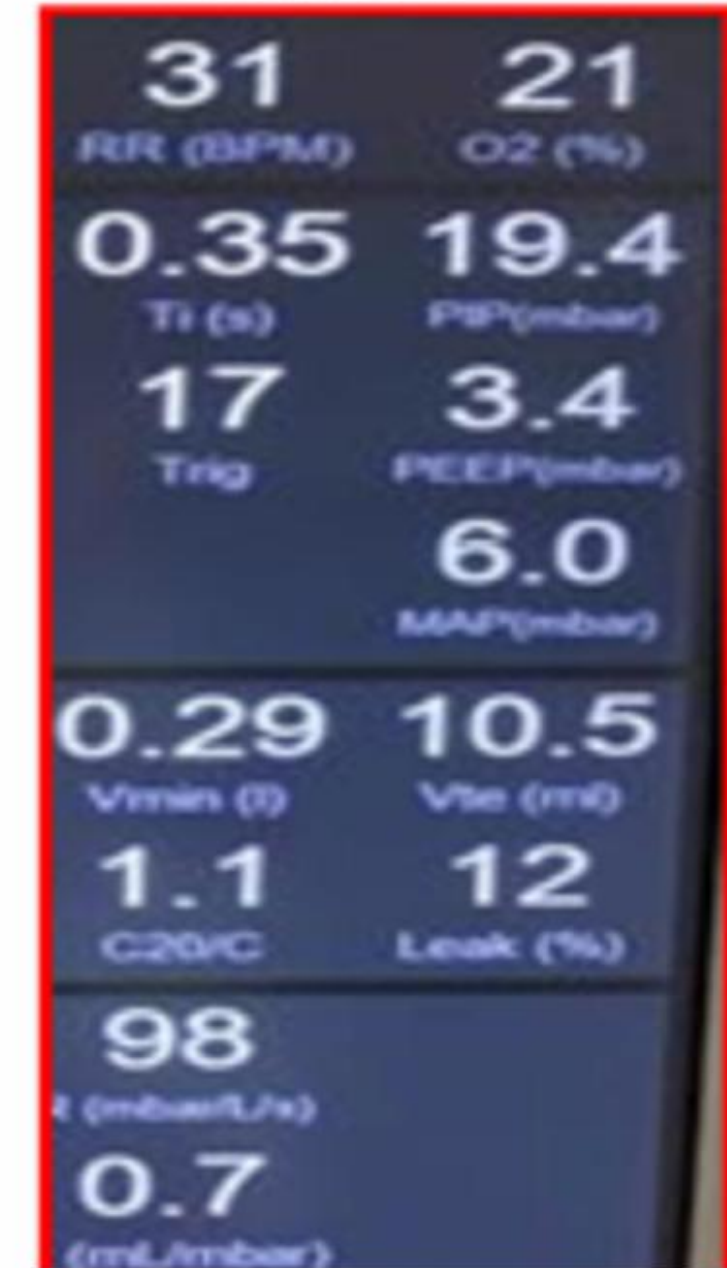 31 21
RR (BPM) O2 (%)
0.35 19.4
Ti (s) PIP(mbar)
17 3.4
Trig PEEP(mbar)
6.0
MAP(mbar)
0.29 10.5
Vmin (l) Vte (ml)
1.1 12
C20/C Leak (%)
98
R (mbar/L/s)
0.7
(mL/mbar)